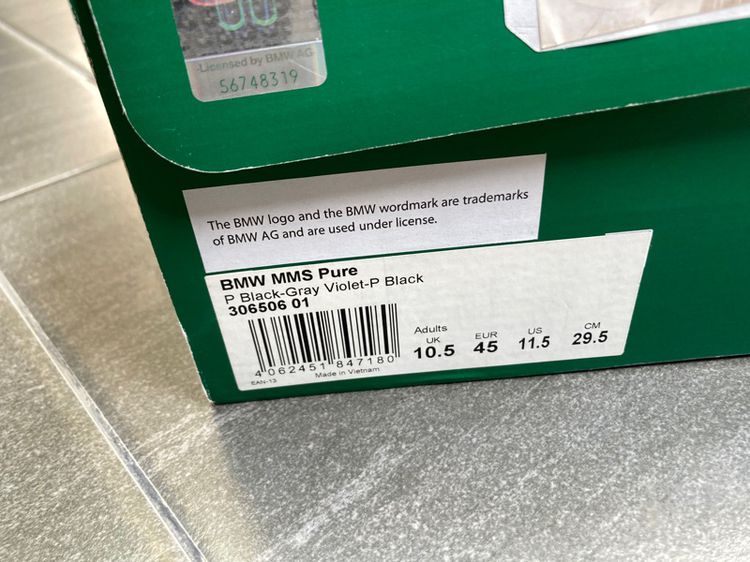 -Licensed by BMW AG
56748319
The BMW logo and the BMW wordmark are trademarks
of BMW AG and are used under license.
BMW MMS Pure
P Black-Gray Violet-P Black
306506 01
4 062451 847180
EAN-13
Made in Vietnam
Adults
UK EUR US CM
10.5 45 11.5 29.5